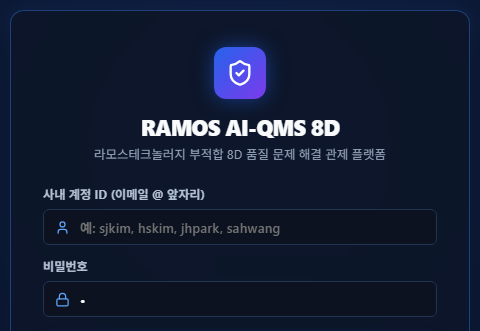 RAMOS AI-QMS 8D
라모스테크놀러지 부적합 8D 품질 문제 해결 관제 플랫폼
사내 계정 ID (이메일 @ 앞자리)
예: sjkim, hskim, jhpark, sahwang
비밀번호
•